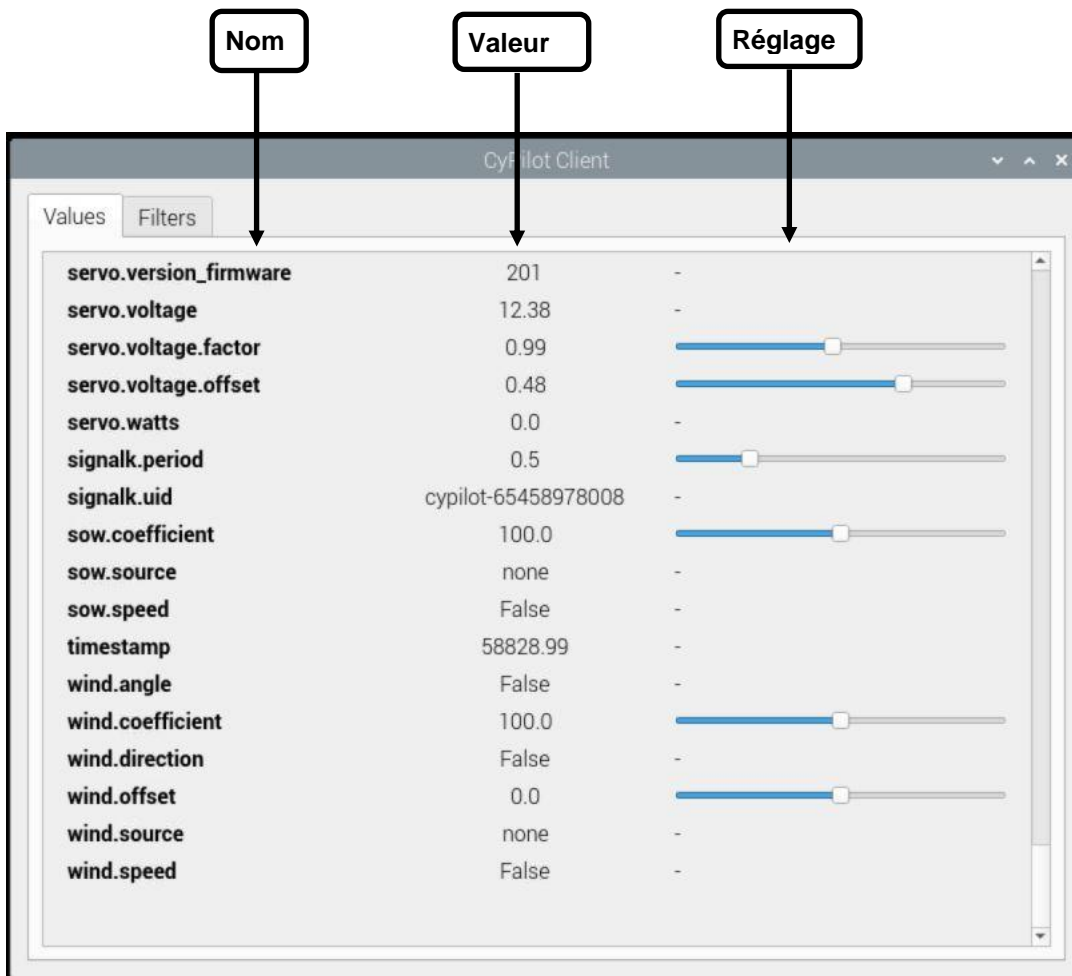 Nom Valeur Réglage
CyPilot Client
Values Filters
servo.version_firmware 201 -
servo.voltage 12.38 -
servo.voltage.factor 0.99
servo.voltage.offset 0.48
servo.watts 0.0 -
signalk.period 0.5
signalk.uid cypilot-65458978008 -
sow.coefficient 100.0
sow.source none -
sow.speed False -
timestamp 58828.99 -
wind.angle False -
wind.coefficient 100.0
wind.direction False -
wind.offset 0.0
wind.source none -
wind.speed False -